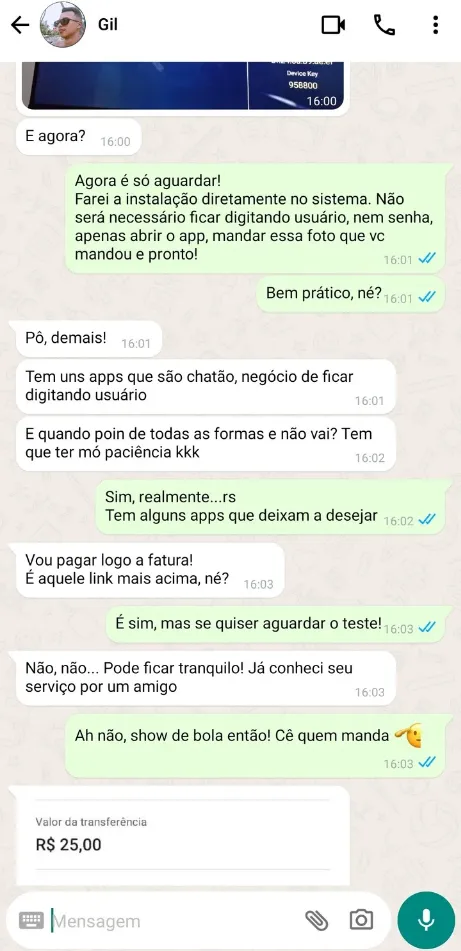 Gil
Device Key
958800
16:00
E agora? 16:00
Agora é só aguardar!
Farei a instalação diretamente no sistema. Não
será necessário ficar digitando usuário, nem senha,
apenas abrir o app, mandar essa foto que vc
mandou e pronto!
16:01
Bem prático, né? 16:01
Pô, demais! 16:01
Tem uns apps que são chatão, negócio de ficar
digitando usuário
16:01
E quando poin de todas as formas e não vai? Tem
que ter mó paciência kkk
16:02
Sim, realmente...rs
Tem alguns apps que deixam a desejar 16:02
Vou pagar logo a fatura!
É aquele link mais acima, né? 16:03
É sim, mas se quiser aguardar o teste! 16:03
Não, não... Pode ficar tranquilo! Já conheci seu
serviço por um amigo
16:03
Ah não, show de bola então! Cê quem manda
16:03
Valor da transferência
R$ 25,00
Mensagem